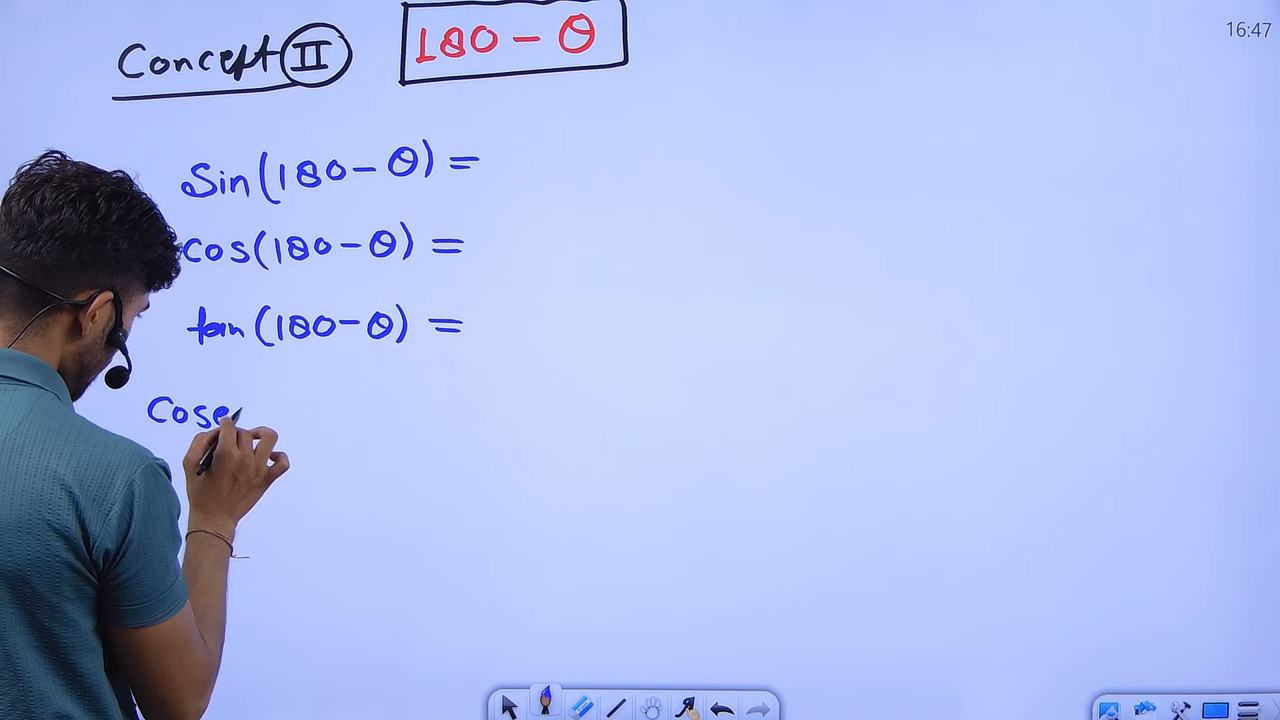 Concept II
180 - θ
16:47
Sin(180 - θ) =
cos(180 - θ) =
tan(180 - θ) =
Cose